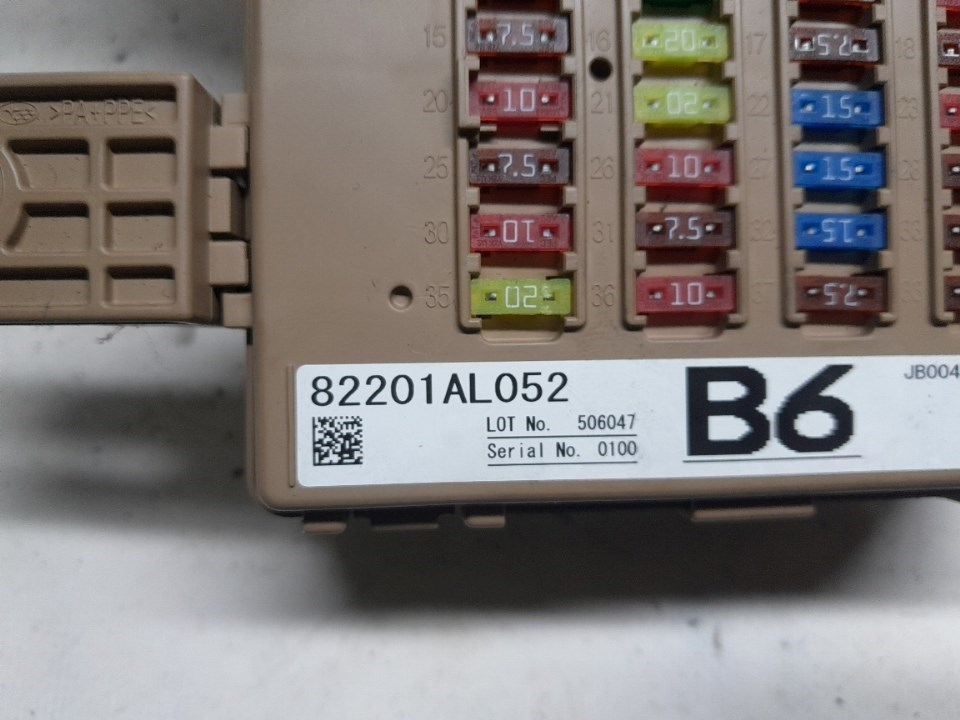 15 7.5 16 20 17 7.5 18
>PA+PPE<
20 10 21 20 22 15 23
25 7.5 26 10 27 15
30 10 31 7.5 32 15 33
35 20 36 10 37 7.5
82201AL052 B6 JB004
LOT No. 506047
Serial No. 0100